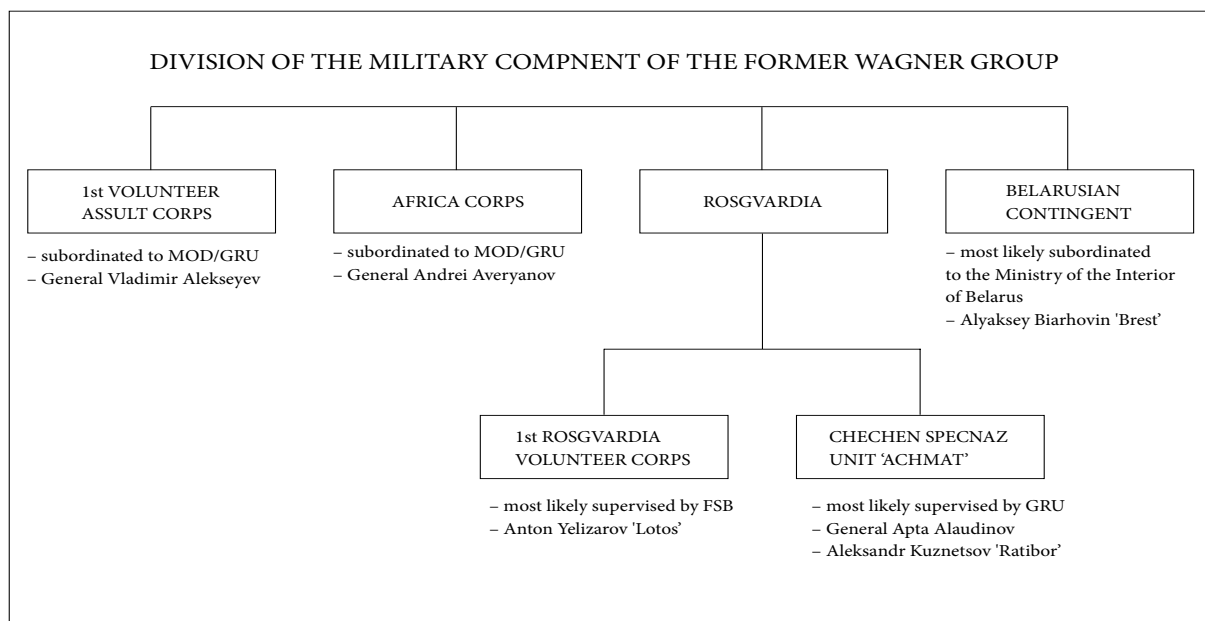 DIVISION OF THE MILITARY COMPNENT OF THE FORMER WAGNER GROUP
1st VOLUNTEER
ASSULT CORPS
– subordinated to MOD/GRU
– General Vladimir Alekseyev
AFRICA CORPS
– subordinated to MOD/GRU
– General Andrei Averyanov
ROSGVARDIA
BELARUSIAN
CONTINGENT
– most likely subordinated
to the Ministry of the Interior
of Belarus
– Alyaksey Biarhovin 'Brest’
1st ROSGVARDIA
VOLUNTEER CORPS
– most likely supervised by FSB
– Anton Yelizarov 'Lotos’
CHECHEN SPECNAZ
UNIT ‘ACHMAT’
– most likely supervised by GRU
– General Apta Alaudinov
– Aleksandr Kuznetsov 'Ratibor’